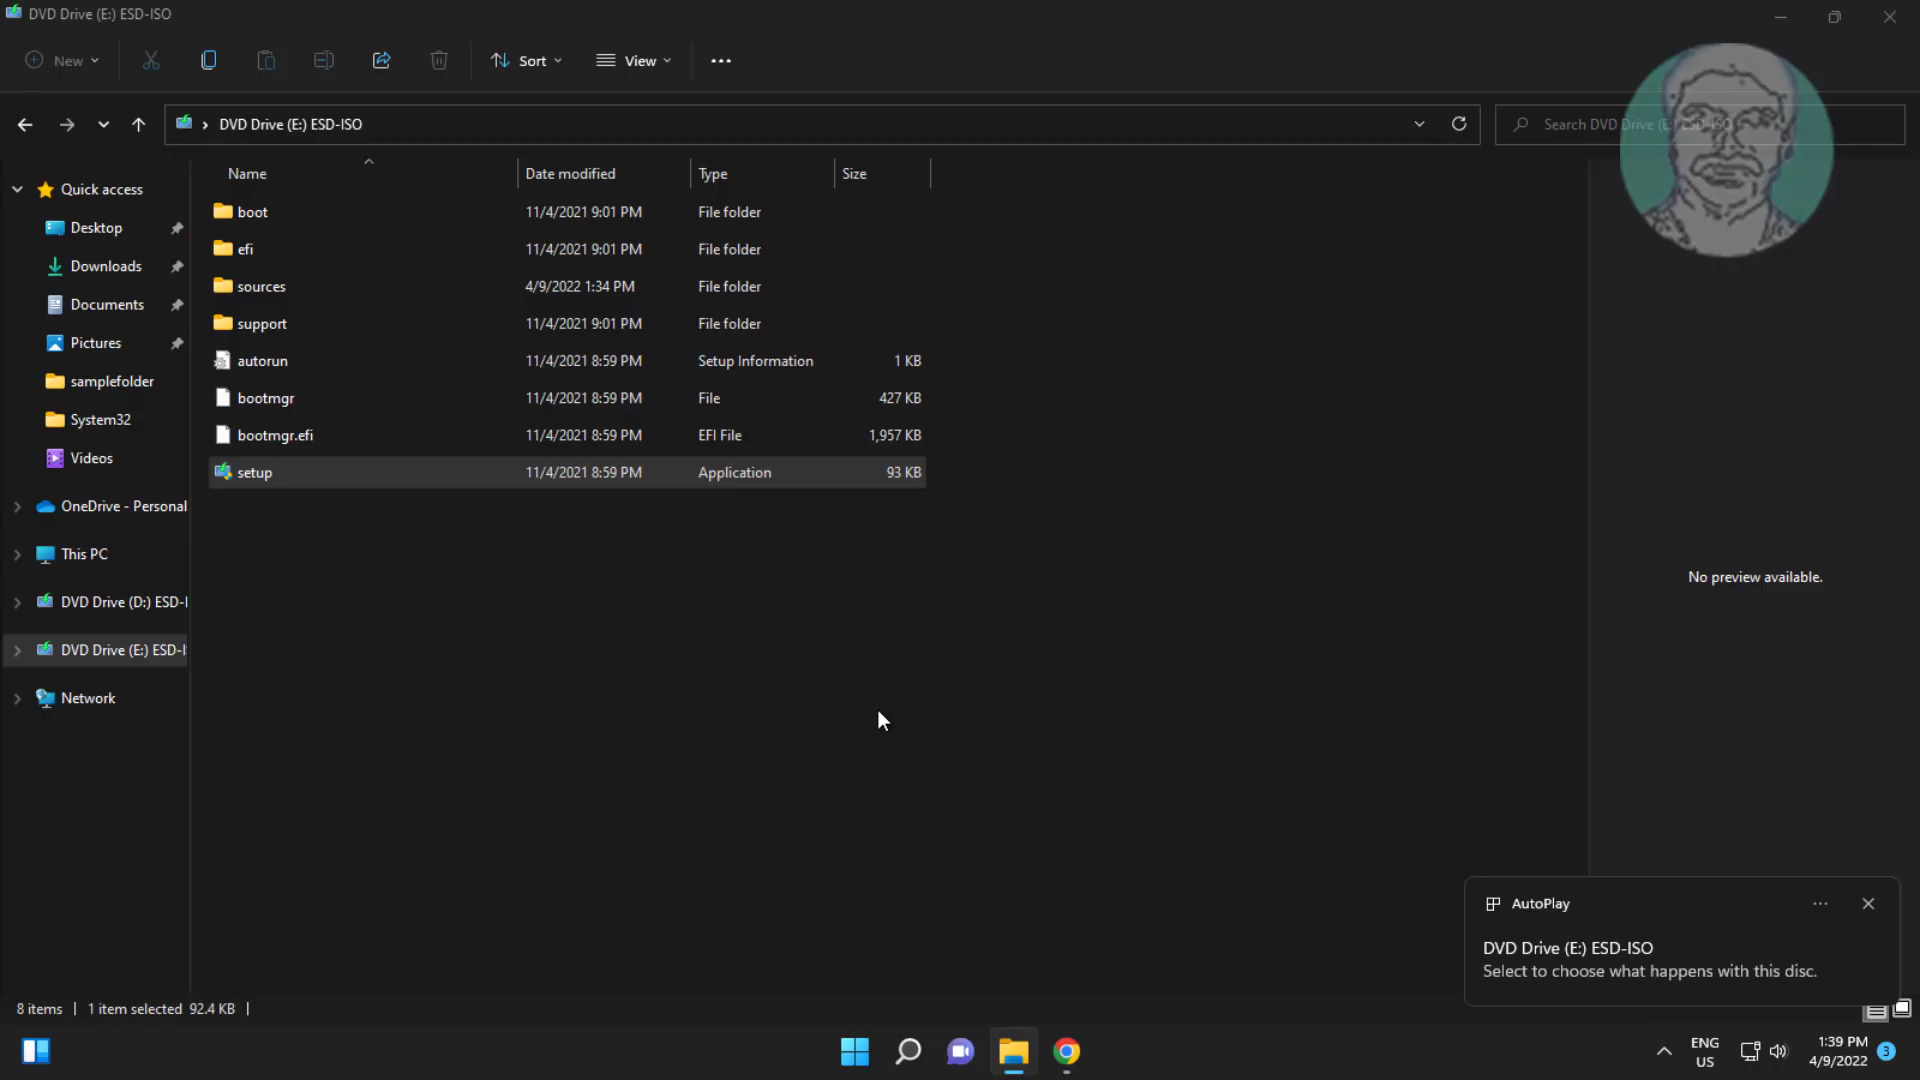 DVD Drive (E:) ESD-ISO
New
Sort
View
DVD Drive (E:) ESD-ISO
Search DVD Drive (E:) ESD-ISO
Name Date modified Type Size
Quick access
Desktop
Downloads
Documents
Pictures
samplefolder
System32
Videos
OneDrive - Personal
This PC
DVD Drive (D:) ESD-I
DVD Drive (E:) ESD-I
Network
boot 11/4/2021 9:01 PM File folder
efi 11/4/2021 9:01 PM File folder
sources 4/9/2022 1:34 PM File folder
support 11/4/2021 9:01 PM File folder
autorun 11/4/2021 8:59 PM Setup Information 1 KB
bootmgr 11/4/2021 8:59 PM File 427 KB
bootmgr.efi 11/4/2021 8:59 PM EFI File 1,957 KB
setup 11/4/2021 8:59 PM Application 93 KB
No preview available.
AutoPlay
DVD Drive (E:) ESD-ISO
Select to choose what happens with this disc.
8 items 1 item selected 92.4 KB
ENG
US
1:39 PM
4/9/2022
3